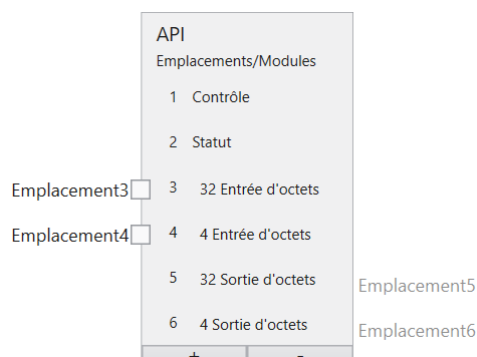 API
Emplacements/Modules
1 Contrôle
2 Statut
Emplacement3 3 32 Entrée d'octets
Emplacement4 4 4 Entrée d'octets
5 32 Sortie d'octets Emplacement5
6 4 Sortie d'octets Emplacement6
+ -